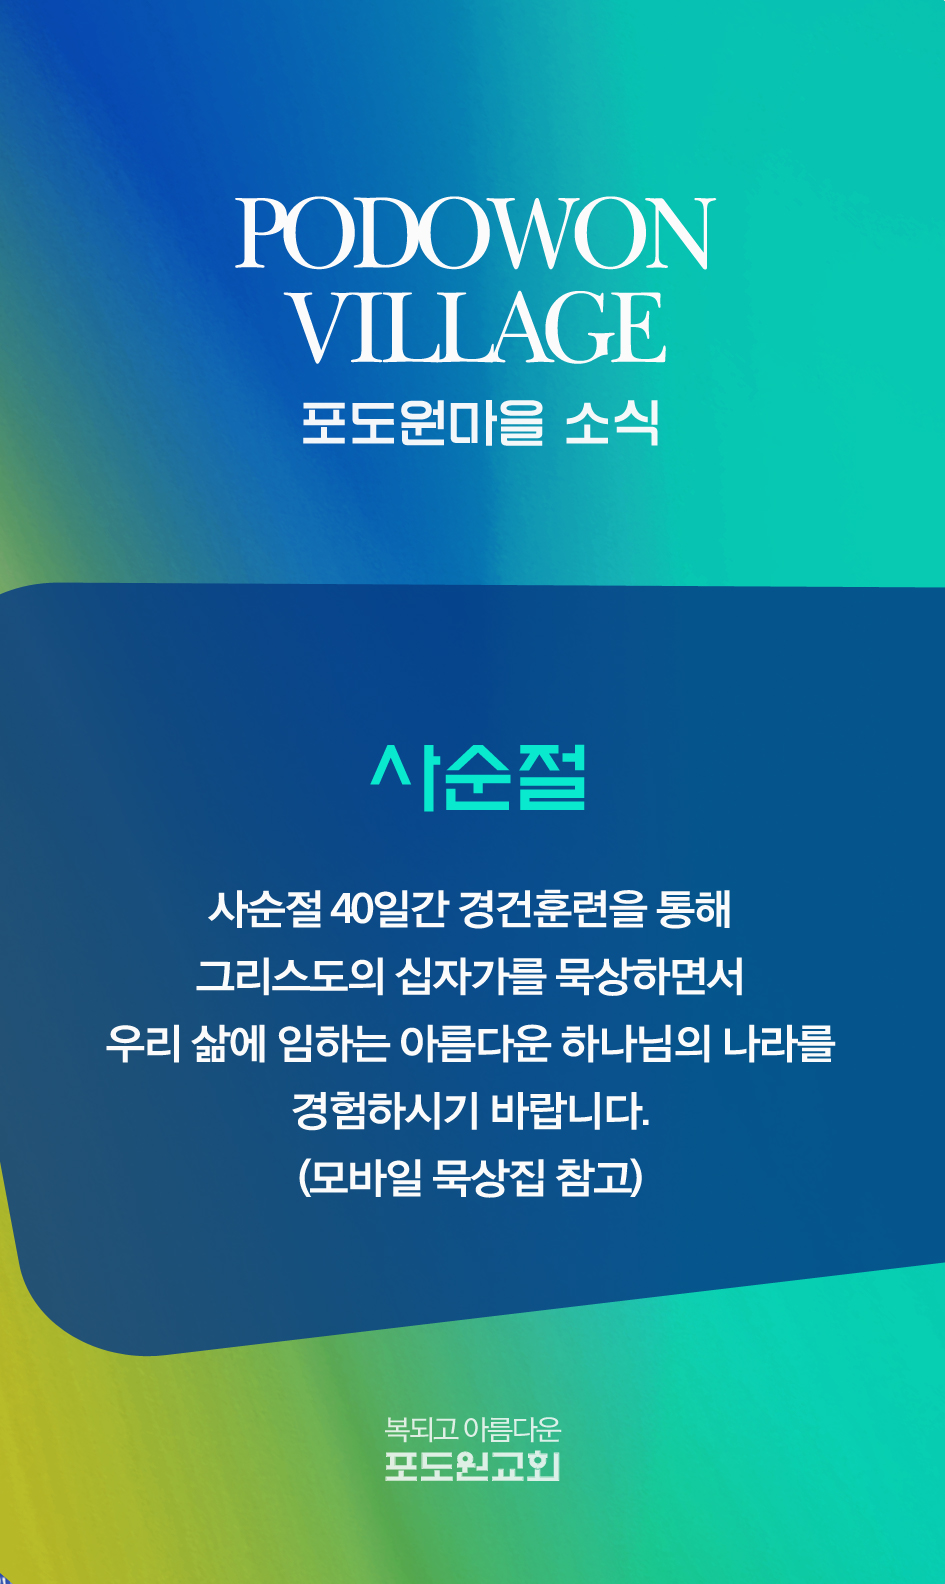 PODOWON
VILLAGE
포도원마을 소식
사순절
사순절 40일간 경건훈련을 통해
그리스도의 십자가를 묵상하면서
우리 삶에 임하는 아름다운 하나님의 나라를
경험하시기 바랍니다.
(모바일 묵상집 참고)
복되고 아름다운
포도원교회